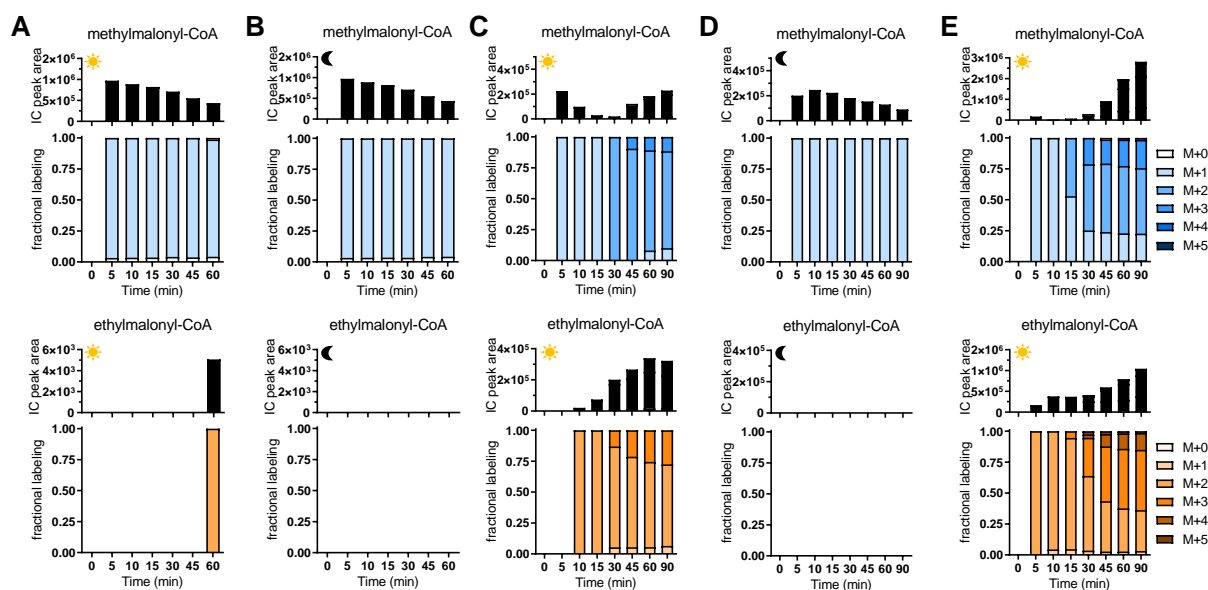 A
methylmalonyl-CoA
IC peak area
2×10⁶
1×10⁶
1×10⁶
5×10⁵
0
fractional labeling
1.00
0.75
0.50
0.25
0.00
0 5 10 15 30 45 60
Time (min)
ethylmalonyl-CoA
IC peak area
6×10³
5×10³
3×10³
2×10³
0
fractional labeling
1.00
0.75
0.50
0.25
0.00
0 5 10 15 30 45 60
Time (min)
B
methylmalonyl-CoA
IC peak area
2×10⁶
1×10⁶
1×10⁶
5×10⁵
0
fractional labeling
1.00
0.75
0.50
0.25
0.00
0 5 10 15 30 45 60
Time (min)
ethylmalonyl-CoA
IC peak area
6×10³
5×10³
3×10³
2×10³
0
fractional labeling
1.00
0.75
0.50
0.25
0.00
0 5 10 15 30 45 60
Time (min)
C
methylmalonyl-CoA
IC peak area
4×10⁵
2×10⁵
0
fractional labeling
1.00
0.75
0.50
0.25
0.00
0 5 10 15 30 45 60 90
Time (min)
ethylmalonyl-CoA
IC peak area
4×10⁵
2×10⁵
0
fractional labeling
1.00
0.75
0.50
0.25
0.00
0 5 10 15 30 45 60 90
Time (min)
D
methylmalonyl-CoA
IC peak area
4×10⁵
2×10⁵
0
fractional labeling
1.00
0.75
0.50
0.25
0.00
0 5 10 15 30 45 60 90
Time (min)
ethylmalonyl-CoA
IC peak area
4×10⁵
2×10⁵
0
fractional labeling
1.00
0.75
0.50
0.25
0.00
0 5 10 15 30 45 60 90
Time (min)
E
methylmalonyl-CoA
IC peak area
3×10⁶
2×10⁶
1×10⁶
0
fractional labeling
1.00
0.75
0.50
0.25
0.00
0 5 10 15 30 45 60 90
Time (min)
M+0
M+1
M+2
M+3
M+4
M+5
ethylmalonyl-CoA
IC peak area
2×10⁶
1×10⁶
1×10⁶
5×10⁵
0
fractional labeling
1.00
0.75
0.50
0.25
0.00
0 5 10 15 30 45 60 90
Time (min)
M+0
M+1
M+2
M+3
M+4
M+5